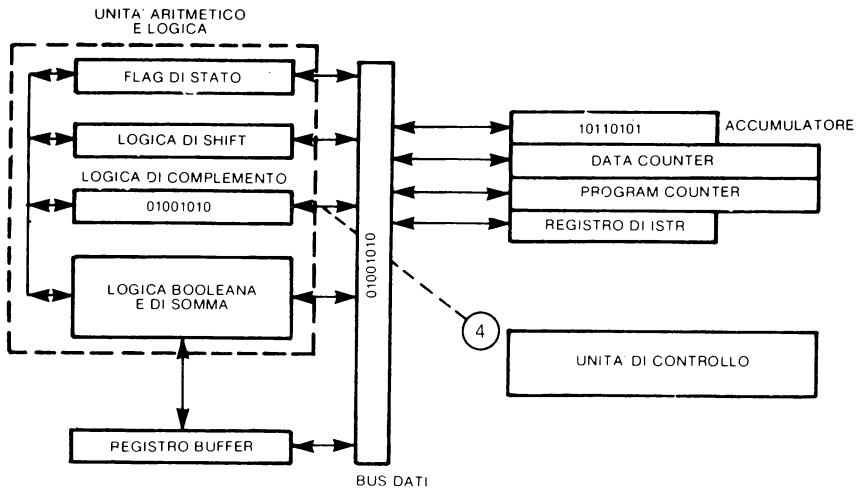 UNITA' ARITMETICO
E LOGICA
FLAG DI STATO
LOGICA DI SHIFT
LOGICA DI COMPLEMENTO
01001010
LOGICA BOOLEANA
E DI SOMMA
REGISTRO BUFFER
01001010
BUS DATI
10110101
ACCUMULATORE
DATA COUNTER
PROGRAM COUNTER
REGISTRO DI ISTR
4
UNITA' DI CONTROLLO